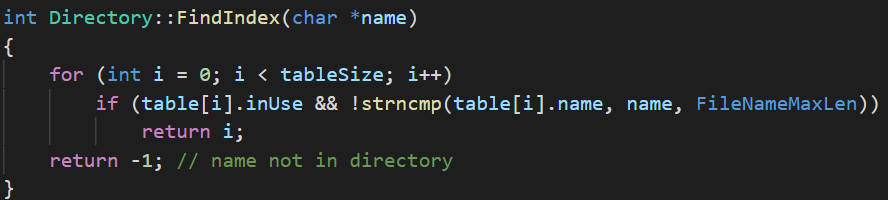 int Directory::FindIndex(char *name)
{
    for (int i = 0; i < tableSize; i++)
        if (table[i].inUse && !strncmp(table[i].name, name, FileNameMaxLen))
            return i;
    return -1; // name not in directory
}